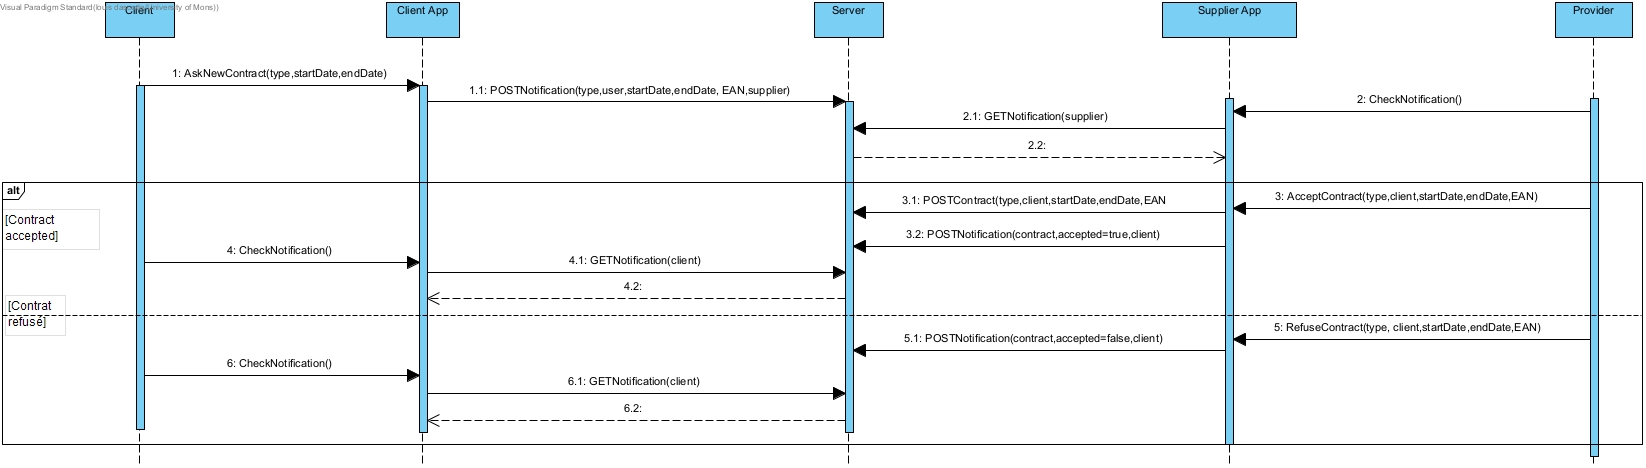 Visual Paradigm Standard(louis dascotte(University of Mons))
Client
Client App
Server
Supplier App
Provider
1: AskNewContract(type,startDate,endDate)
1.1: POSTNotification(type,user,startDate,endDate, EAN,supplier)
2: CheckNotification()
2.1: GETNotification(supplier)
2.2:
alt
[Contract
accepted]
3: AcceptContract(type,client,startDate,endDate,EAN)
3.1: POSTContract(type,client,startDate,endDate,EAN
3.2: POSTNotification(contract,accepted=true,client)
4: CheckNotification()
4.1: GETNotification(client)
4.2:
[Contrat
refusé]
5: RefuseContract(type, client,startDate,endDate,EAN)
5.1: POSTNotification(contract,accepted=false,client)
6: CheckNotification()
6.1: GETNotification(client)
6.2: